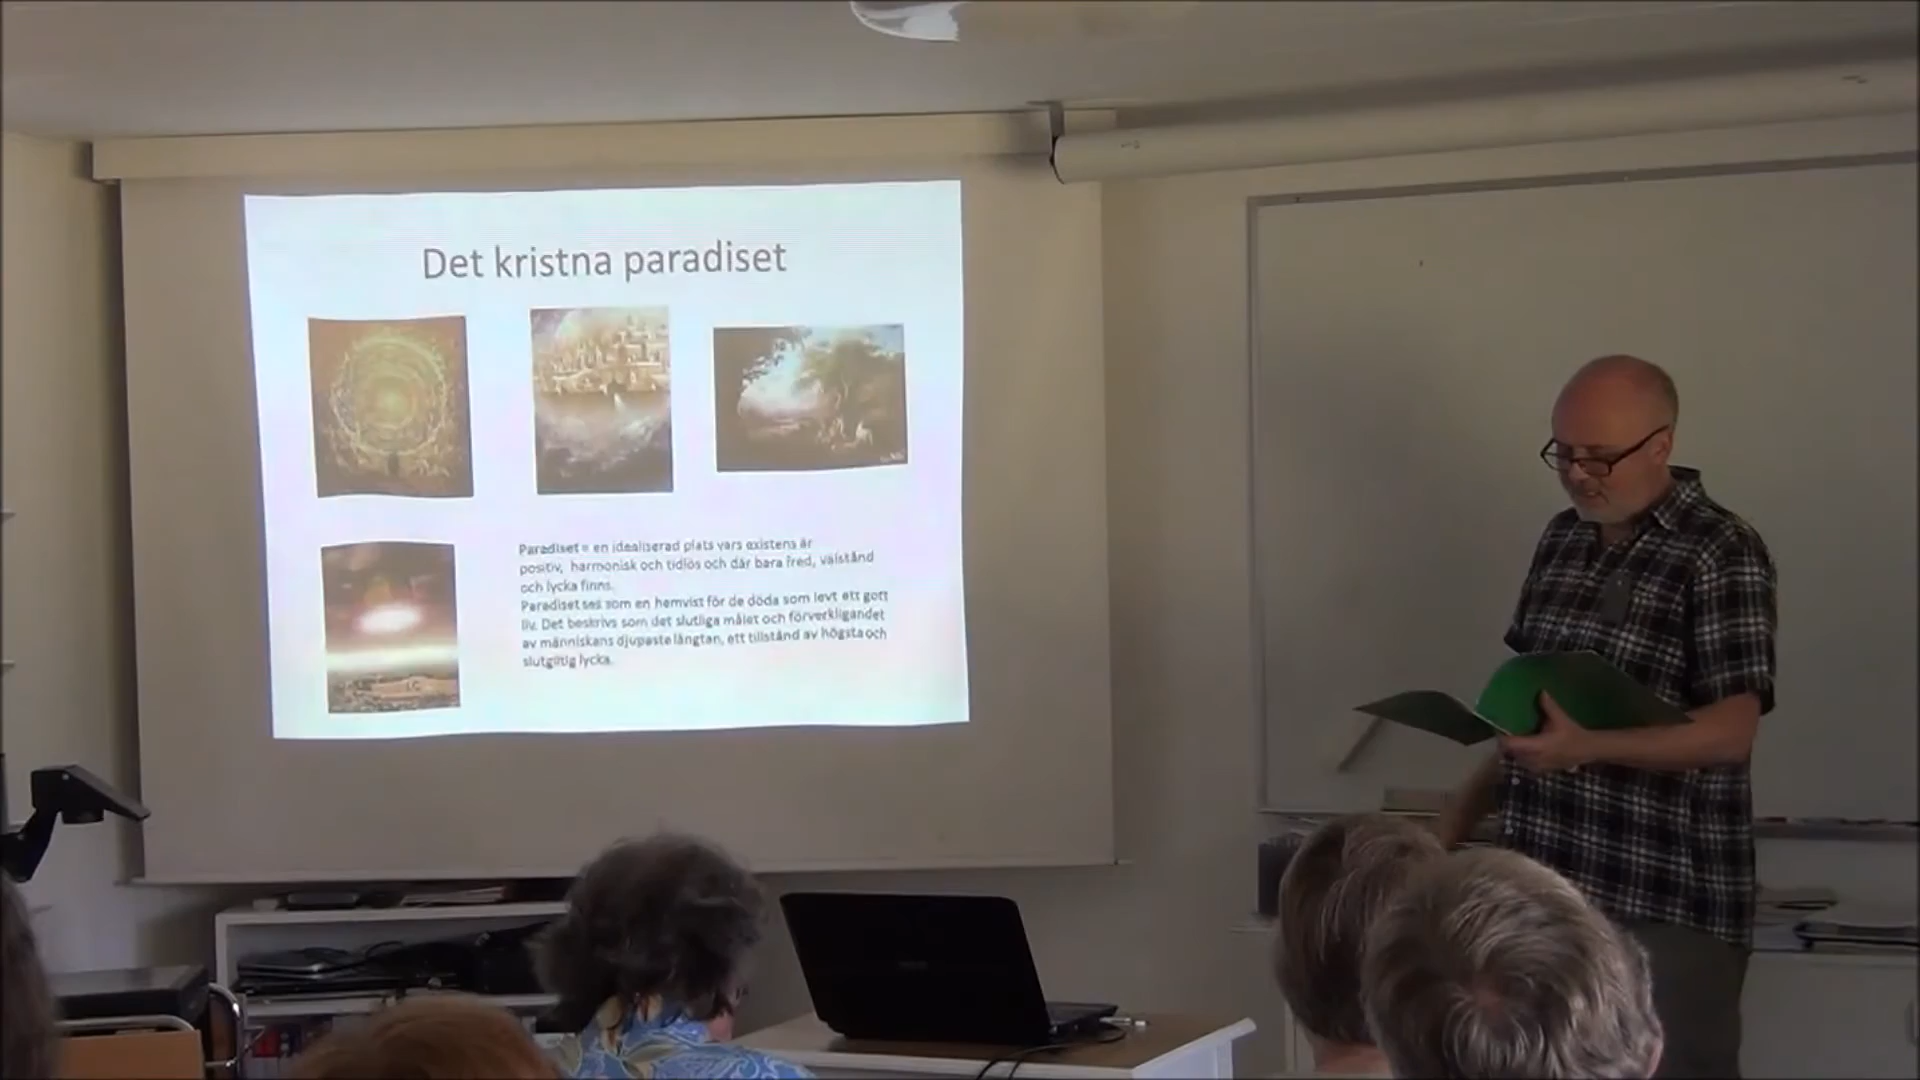 Det kristna paradiset
Paradiset = en idealiserad plats vars existens är
positiv, harmonisk och tidlös och där bara fred, välstånd
och lycka finns.
Paradiset ses som en hemvist för de döda som levt ett gott
liv. Det beskrivs som det slutliga målet och förverkligandet
av människans djupaste längtan, ett tillstånd av högsta och
slutgiltig lycka.